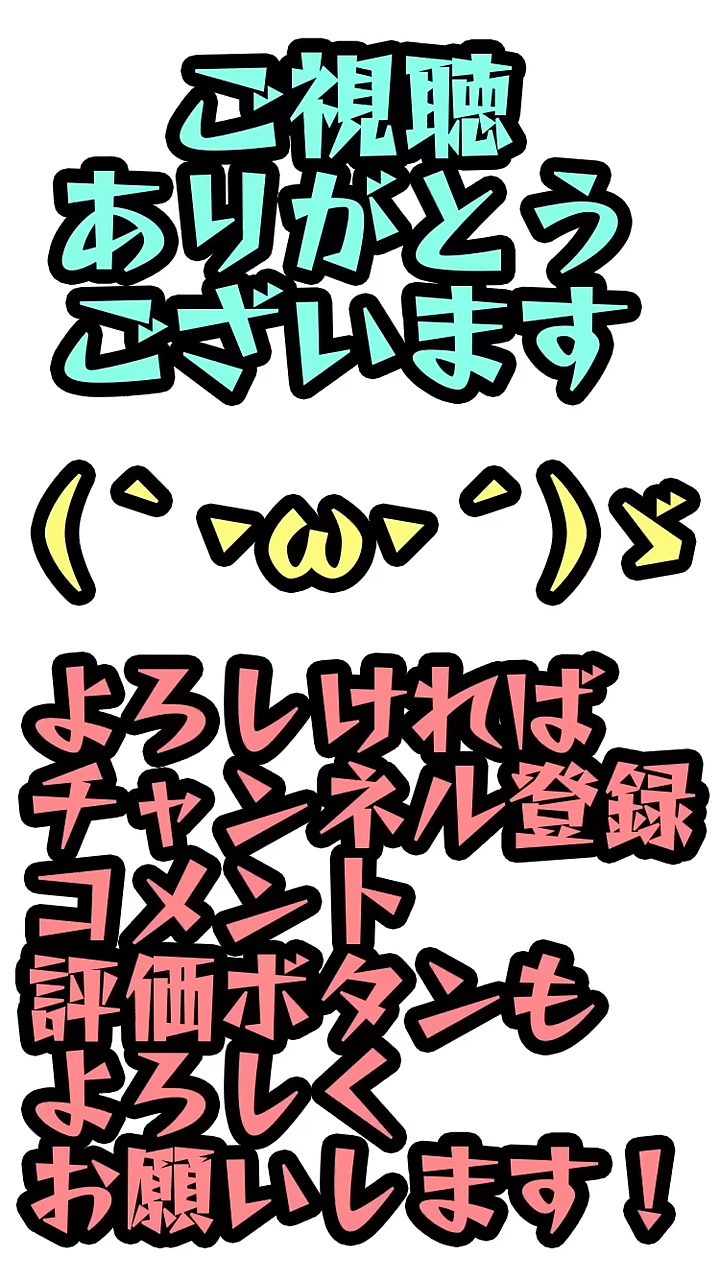 ご視聴
ありがとう
ございます
(｀・ω・´)ゞ
よろしければ
チャンネル登録
コメント
評価ボタンも
よろしく
お願いします！